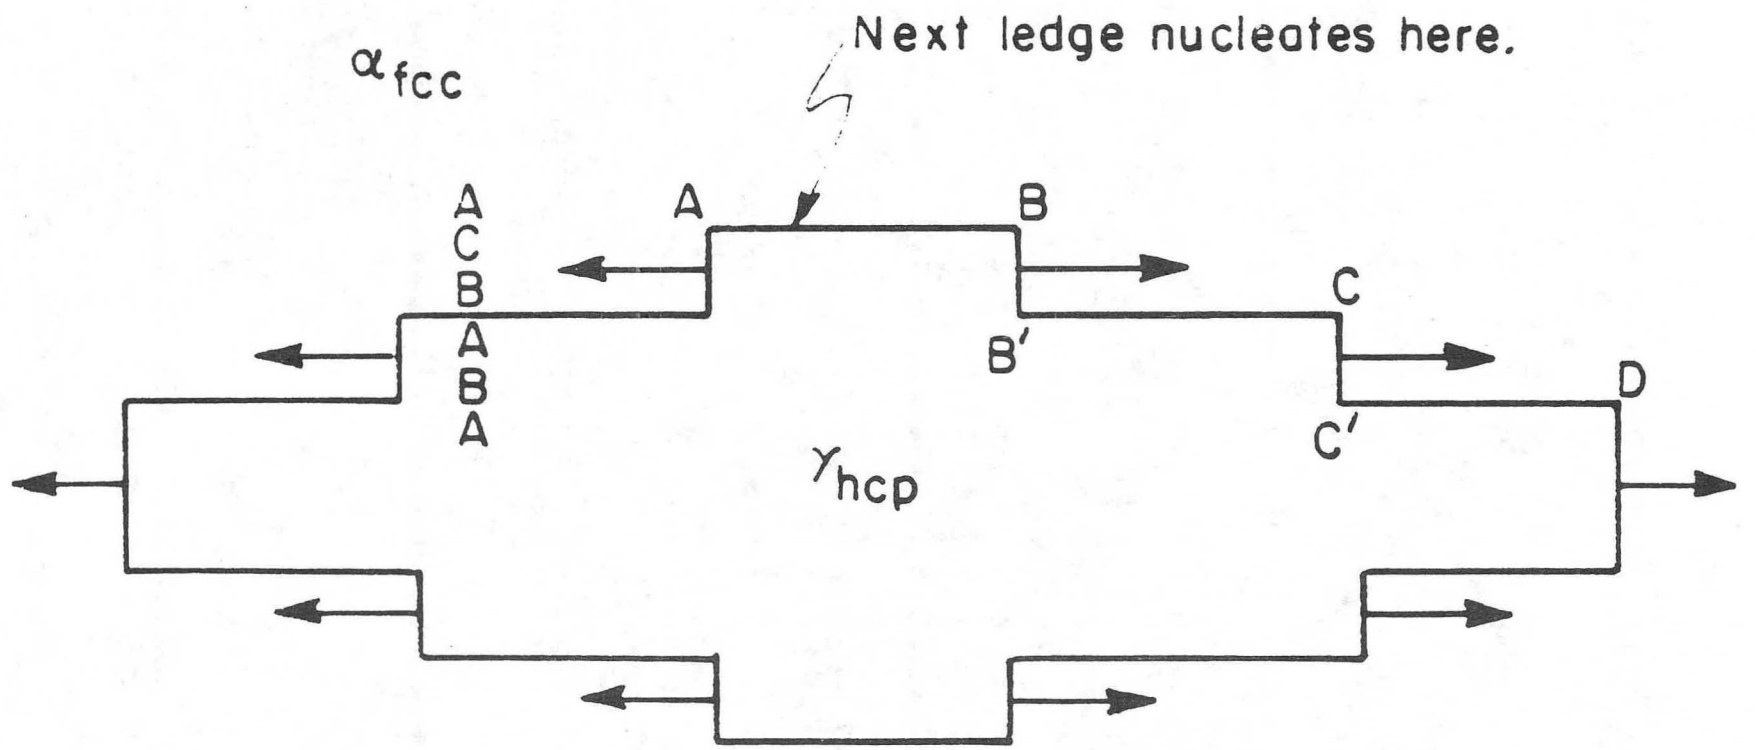 Next ledge nucleates here.
αfcc
A
C
B
A
B
A
A
B
B′
C
C′
D
γhcp